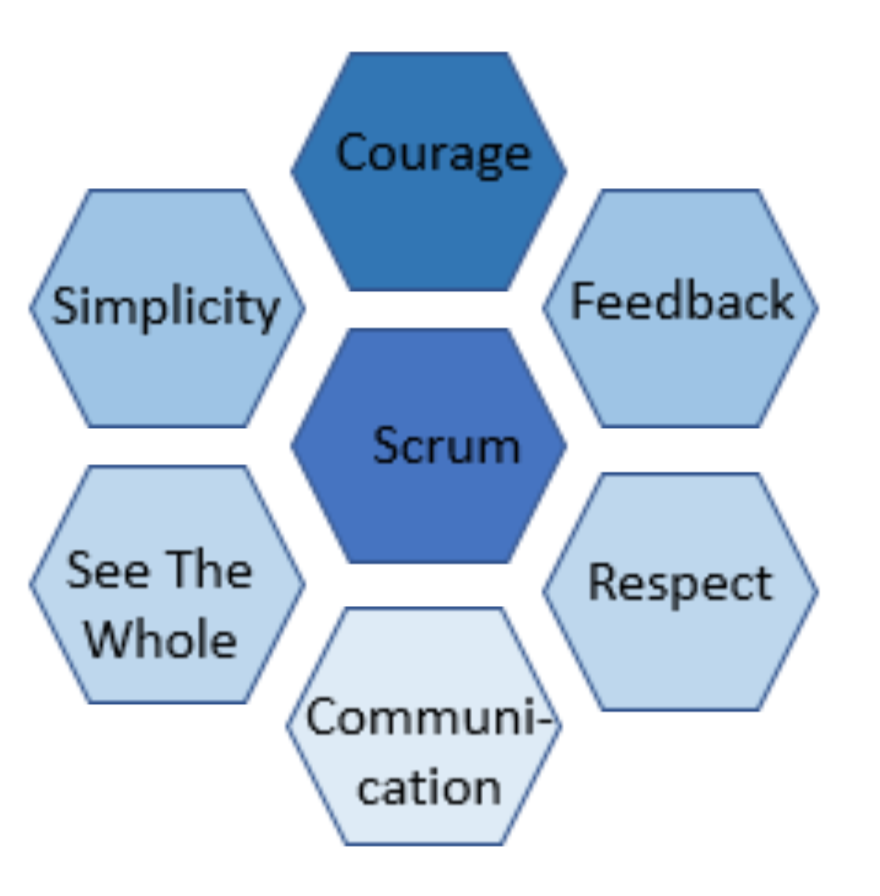 Courage
Simplicity
Feedback
Scrum
See The
Whole
Respect
Communi-
cation